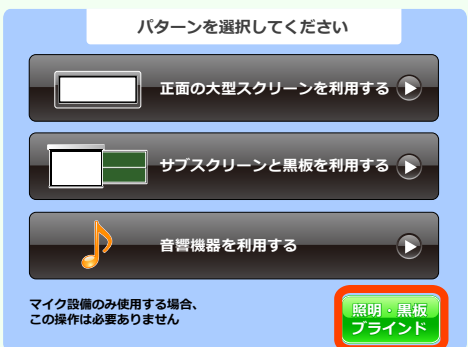 パターンを選択してください
正面の大型スクリーンを利用する
サブスクリーンと黒板を利用する
音響機器を利用する
マイク設備のみ使用する場合、
この操作は必要ありません
照明・黒板
ブラインド